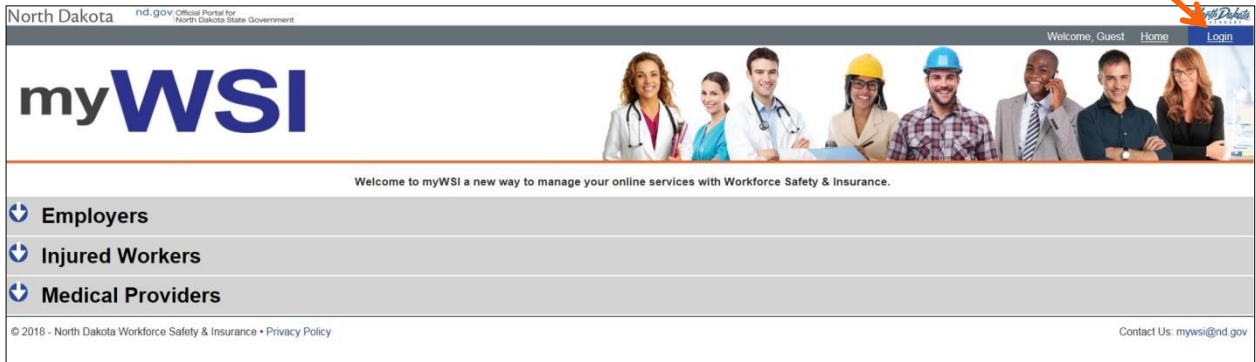 North Dakota nd.gov Official Portal for
North Dakota State Government
North Dakota
Welcome, Guest Home Login
myWSI
Welcome to myWSI a new way to manage your online services with Workforce Safety & Insurance.
Employers
Injured Workers
Medical Providers
© 2018 - North Dakota Workforce Safety & Insurance • Privacy Policy Contact Us: mywsi@nd.gov